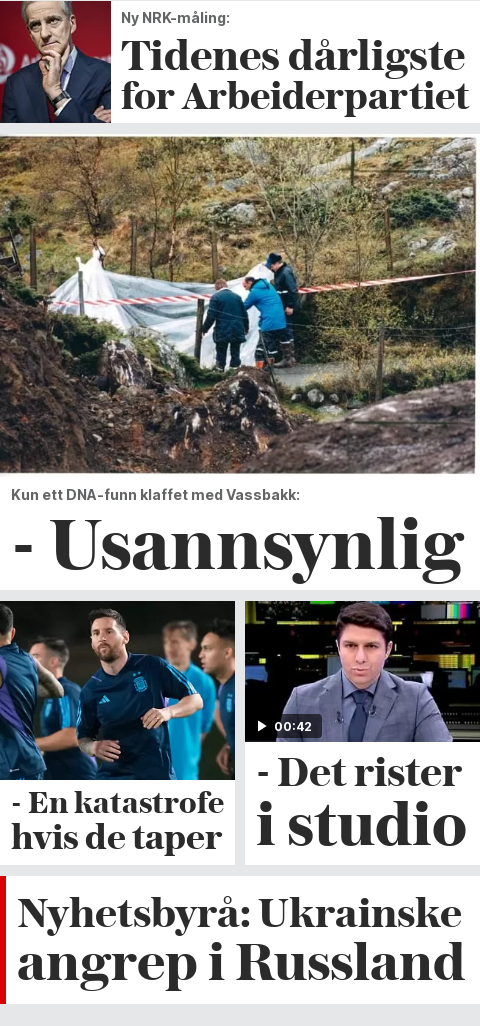 Ny NRK-måling:
Tidenes dårligste
for Arbeiderpartiet
Kun ett DNA-funn klaffet med Vassbakk:
- Usannsynlig
00:42
- En katastrofe
hvis de taper
- Det rister
i studio
Nyhetsbyrå: Ukrainske
angrep i Russland